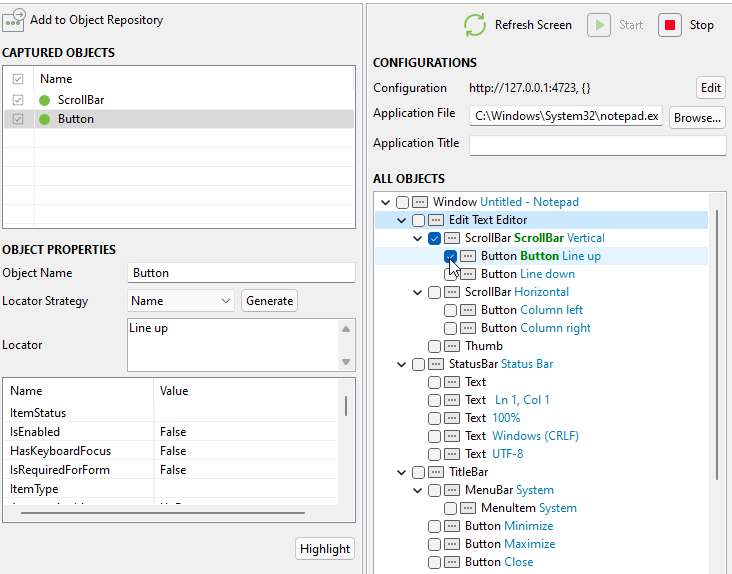 Add to Object Repository
CAPTURED OBJECTS
Name
ScrollBar
Button
OBJECT PROPERTIES
Object Name Button
Locator Strategy Name Generate
Locator Line up
Name Value
ItemStatus
IsEnabled False
HasKeyboardFocus False
IsRequiredForForm False
ItemType
Highlight
Refresh Screen Start Stop
CONFIGURATIONS
Configuration http://127.0.0.1:4723, {} Edit
Application File C:\Windows\System32\notepad.ex Browse...
Application Title
ALL OBJECTS
Window Untitled - Notepad
Edit Text Editor
ScrollBar ScrollBar Vertical
Button Button Line up
Button Line down
ScrollBar Horizontal
Button Column left
Button Column right
Thumb
StatusBar Status Bar
Text
Text Ln 1, Col 1
Text 100%
Text Windows (CRLF)
Text UTF-8
TitleBar
MenuBar System
MenuItem System
Button Minimize
Button Maximize
Button Close